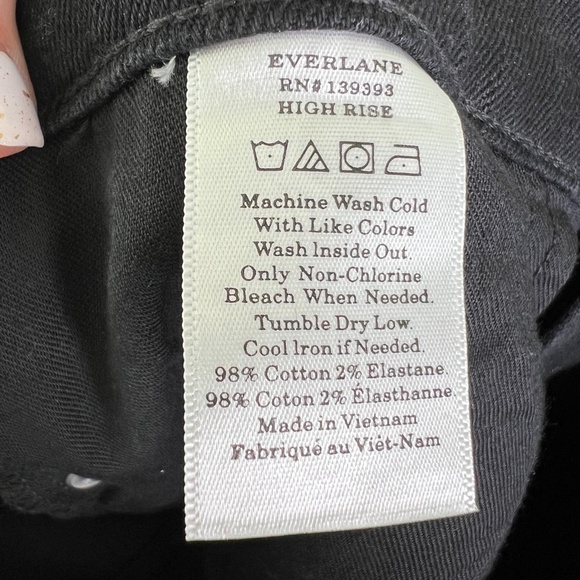 EVERLANE
RN# 139393
HIGH RISE
Machine Wash Cold
With Like Colors
Wash Inside Out.
Only Non-Chlorine
Bleach When Needed.
Tumble Dry Low.
Cool Iron if Needed.
98% Cotton 2% Elastane.
98% Coton 2% Élasthanne.
Made in Vietnam
Fabriqué au Viêt-Nam